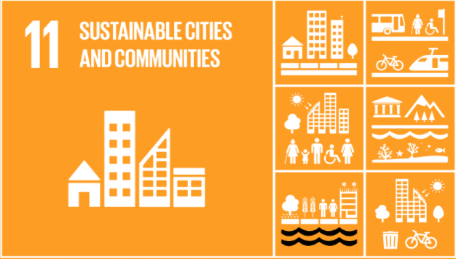 11
SUSTAINABLE CITIES
AND COMMUNITIES